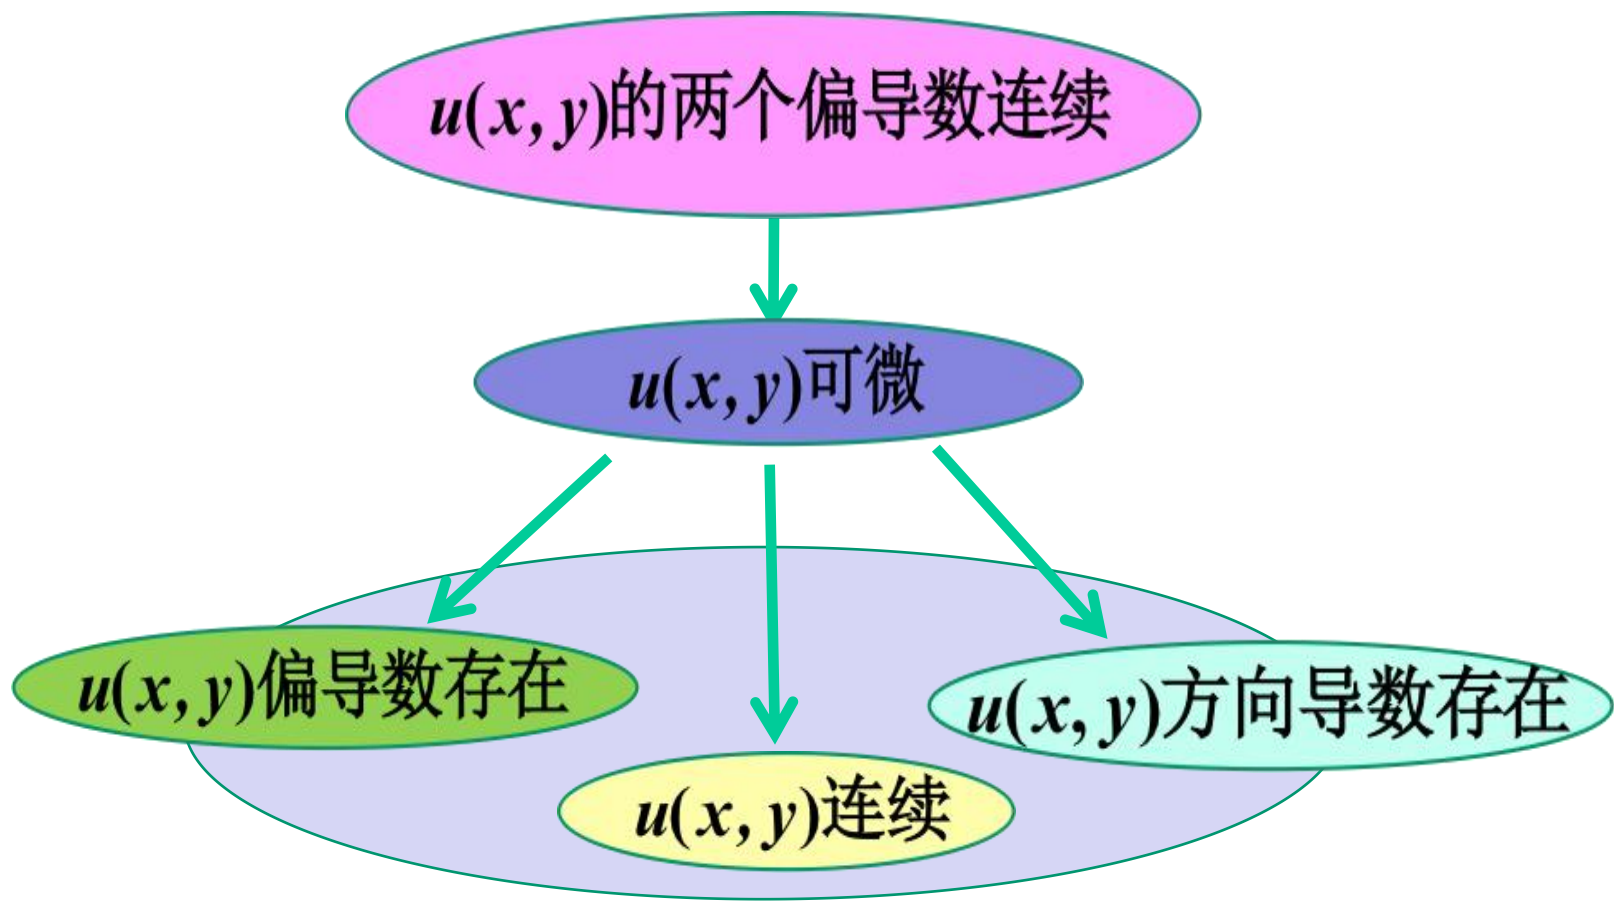 u(x, y)的两个偏导数连续
u(x, y)可微
u(x, y)偏导数存在
u(x, y)方向导数存在
u(x, y)连续